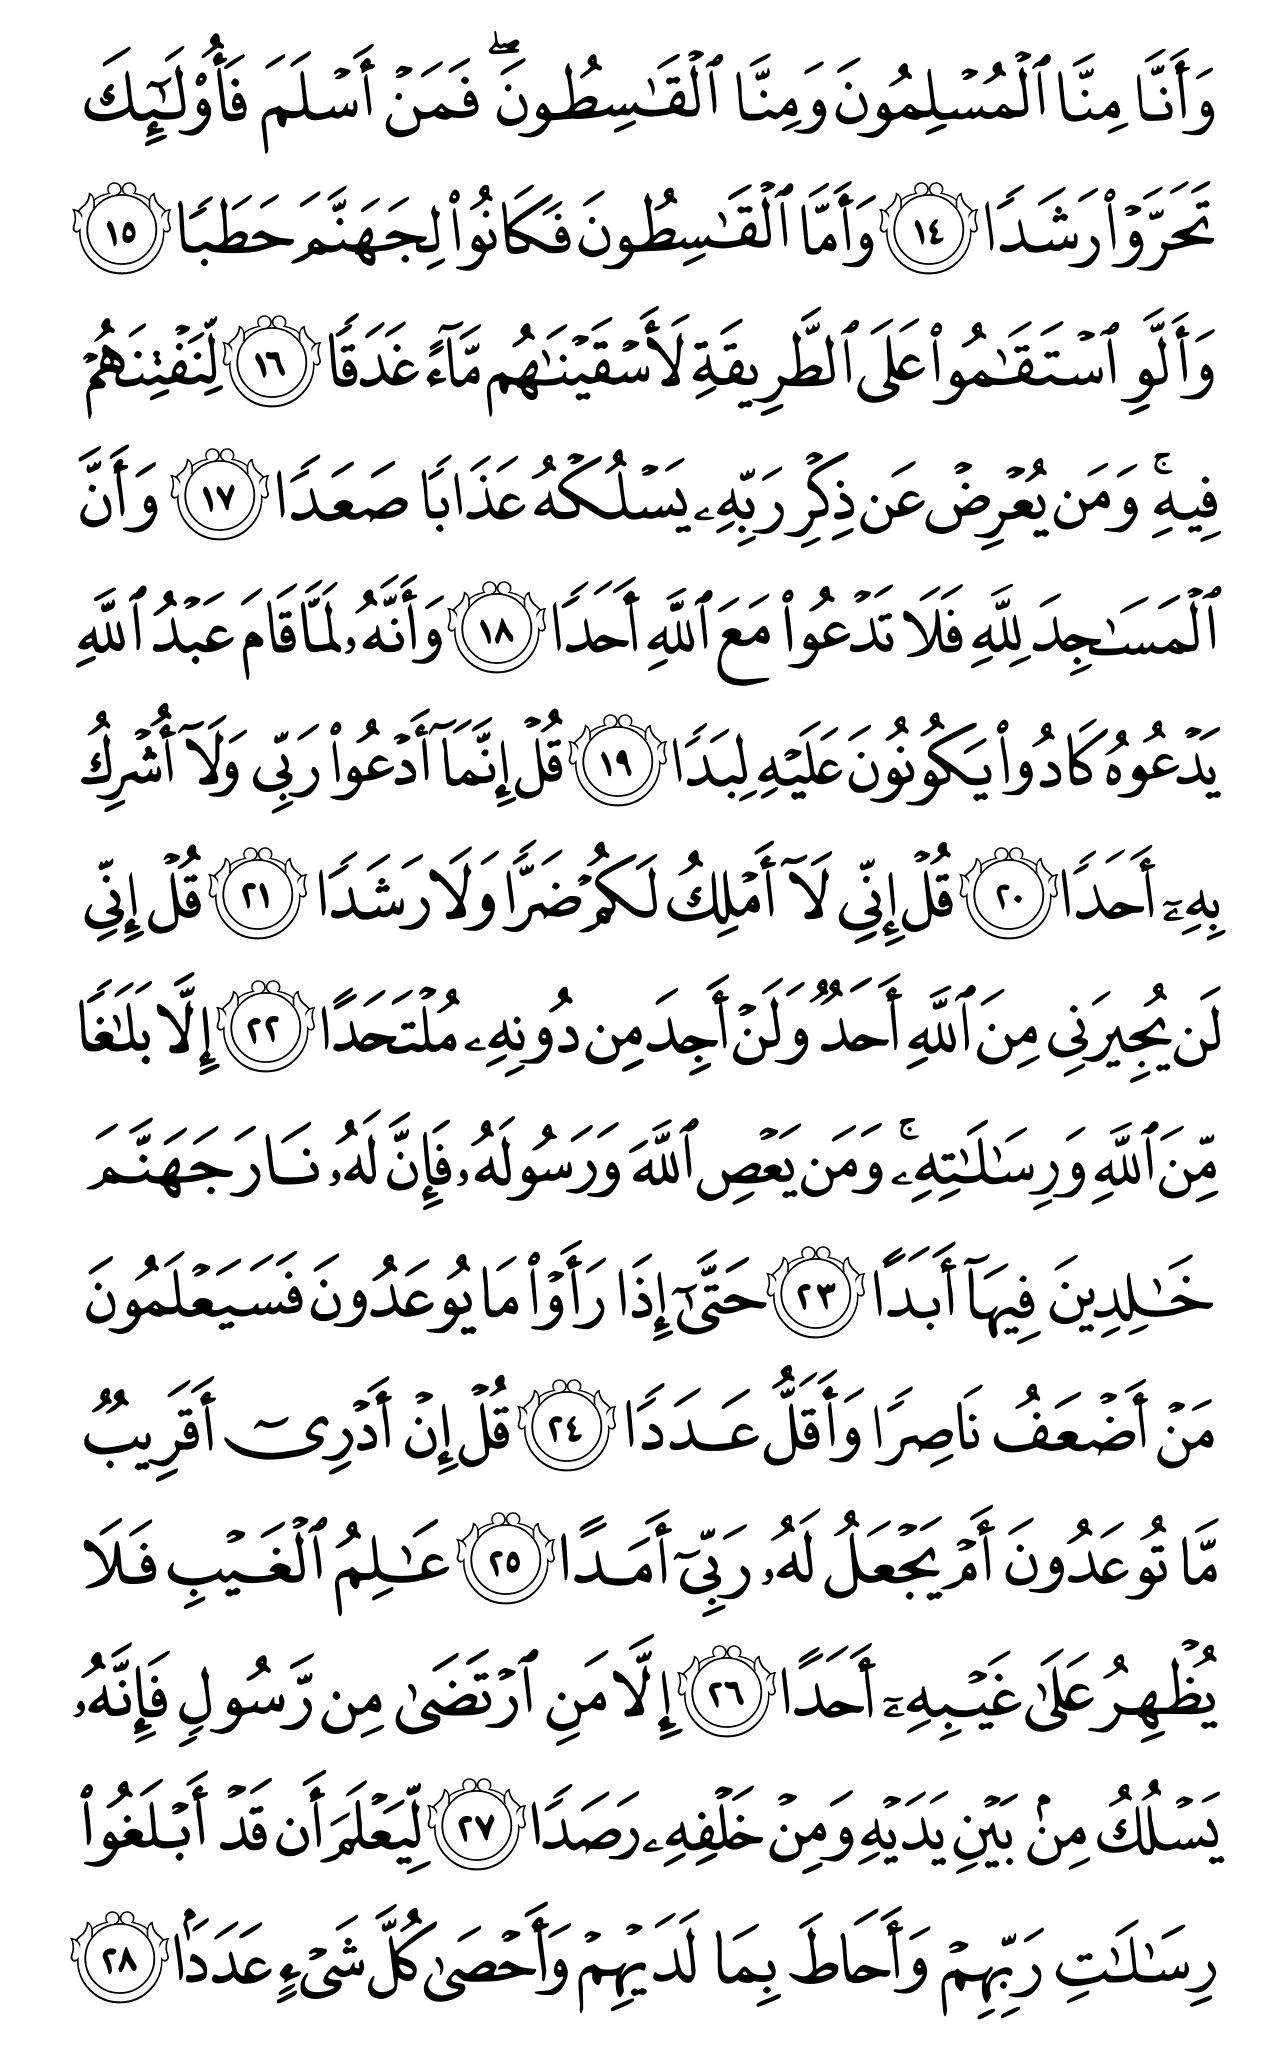 وَأَنَّا مِنَّا ٱلْمُسْلِمُونَ وَمِنَّا ٱلْقَـٰسِطُونَ ۖ فَمَنْ أَسْلَمَ فَأُو۟لَـٰٓئِكَ
تَحَرَّوْا۟ رَشَدًا ١٤ وَأَمَّا ٱلْقَـٰسِطُونَ فَكَانُوا۟ لِجَهَنَّمَ حَطَبًا ١٥
وَأَلَّوِ ٱسْتَقَـٰمُوا۟ عَلَى ٱلطَّرِيقَةِ لَأَسْقَيْنَـٰهُم مَّآءً غَدَقًا ١٦ لِّنَفْتِنَهُمْ
فِيهِ ۚ وَمَن يُعْرِضْ عَن ذِكْرِ رَبِّهِۦ يَسْلُكْهُ عَذَابًا صَعَدًا ١٧ وَأَنَّ
ٱلْمَسَـٰجِدَ لِلَّهِ فَلَا تَدْعُوا۟ مَعَ ٱللَّهِ أَحَدًا ١٨ وَأَنَّهُۥ لَمَّا قَامَ عَبْدُ ٱللَّهِ
يَدْعُوهُ كَادُوا۟ يَكُونُونَ عَلَيْهِ لِبَدًا ١٩ قُلْ إِنَّمَآ أَدْعُوا۟ رَبِّى وَلَآ أُشْرِكُ
بِهِۦٓ أَحَدًا ٢٠ قُلْ إِنِّى لَآ أَمْلِكُ لَكُمْ ضَرًّا وَلَا رَشَدًا ٢١ قُلْ إِنِّى
لَن يُجِيرَنِى مِنَ ٱللَّهِ أَحَدٌ وَلَنْ أَجِدَ مِن دُونِهِۦ مُلْتَحَدًا ٢٢ إِلَّا بَلَـٰغًا
مِّنَ ٱللَّهِ وَرِسَـٰلَـٰتِهِۦ ۚ وَمَن يَعْصِ ٱللَّهَ وَرَسُولَهُۥ فَإِنَّ لَهُۥ نَارَ جَهَنَّمَ
خَـٰلِدِينَ فِيهَآ أَبَدًا ٢٣ حَتَّىٰٓ إِذَا رَأَوْا۟ مَا يُوعَدُونَ فَسَيَعْلَمُونَ
مَنْ أَضْعَفُ نَاصِرًا وَأَقَلُّ عَدَدًا ٢٤ قُلْ إِنْ أَدْرِىٓ أَقَرِيبٌ
مَّا تُوعَدُونَ أَمْ يَجْعَلُ لَهُۥ رَبِّىٓ أَمَدًا ٢٥ عَـٰلِمُ ٱلْغَيْبِ فَلَا
يُظْهِرُ عَلَىٰ غَيْبِهِۦٓ أَحَدًا ٢٦ إِلَّا مَنِ ٱرْتَضَىٰ مِن رَّسُولٍ فَإِنَّهُۥ
يَسْلُكُ مِنۢ بَيْنِ يَدَيْهِ وَمِنْ خَلْفِهِۦ رَصَدًا ٢٧ لِّيَعْلَمَ أَن قَدْ أَبْلَغُوا۟
رِسَـٰلَـٰتِ رَبِّهِمْ وَأَحَاطَ بِمَا لَدَيْهِمْ وَأَحْصَىٰ كُلَّ شَىْءٍ عَدَدَۢا ٢٨